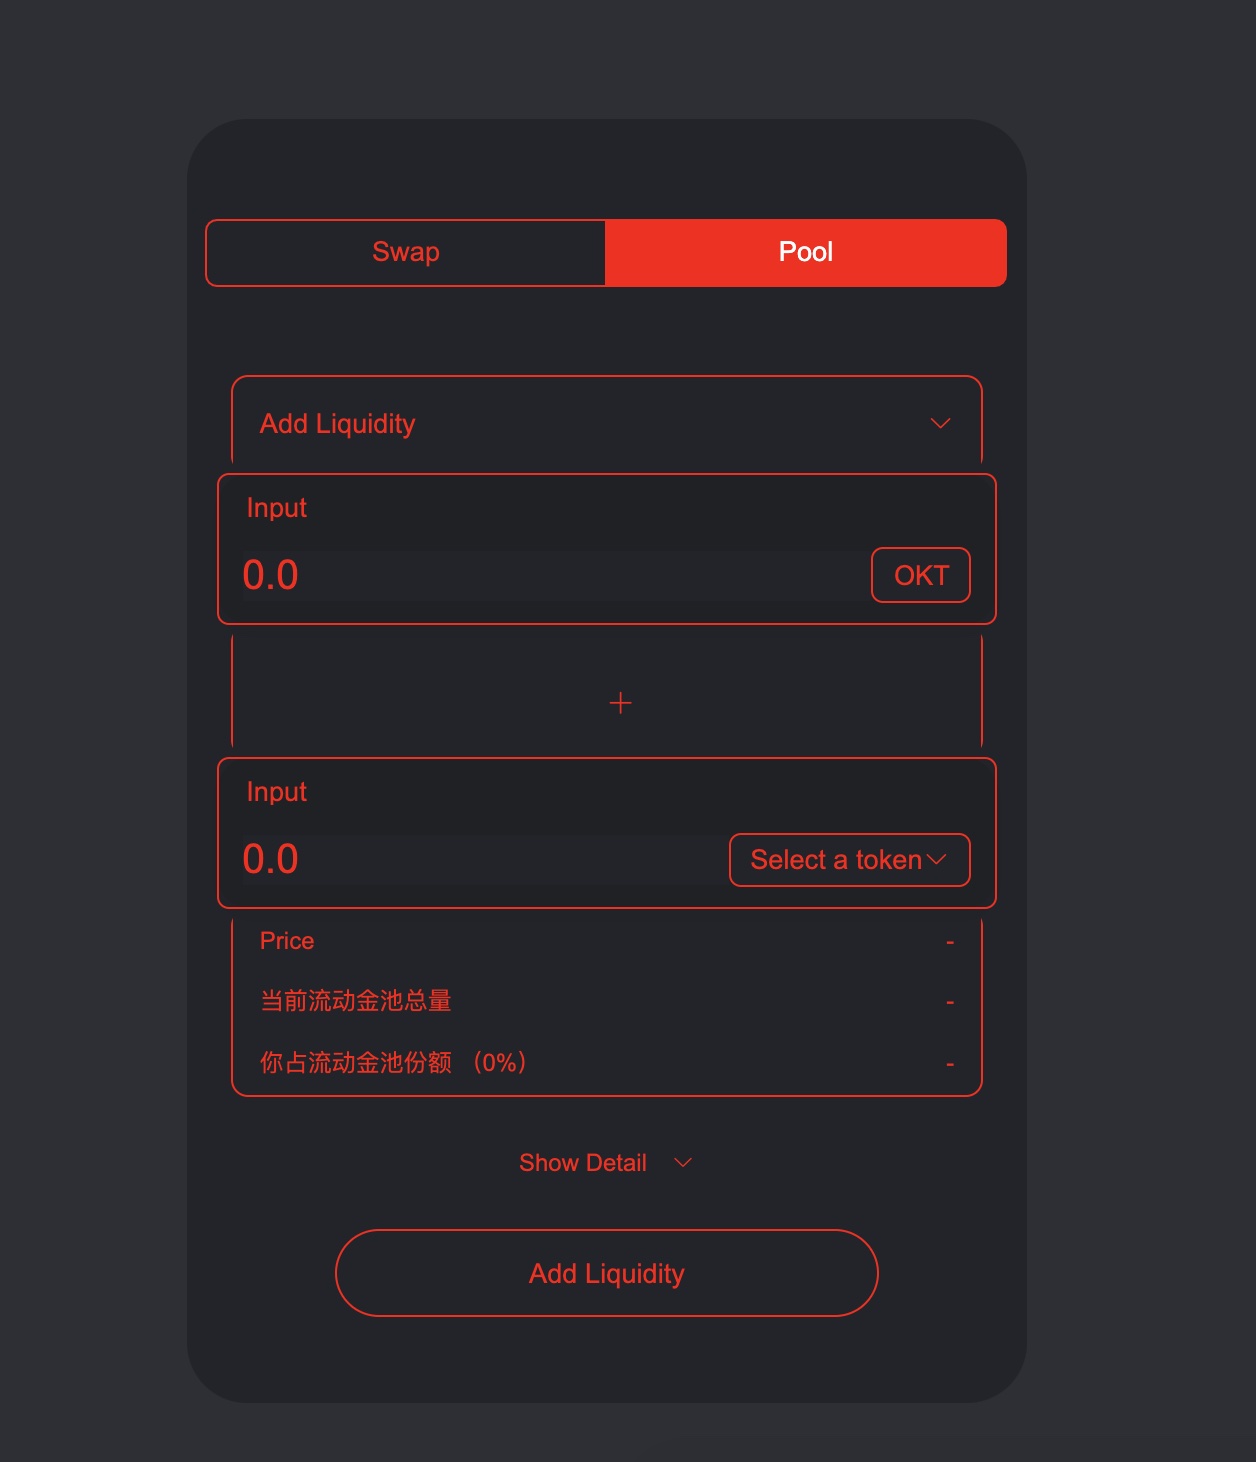 Swap Pool
Add Liquidity
Input
0.0 OKT
+
Input
0.0 Select a token
Price -
当前流动金池总量 -
你占流动金池份额 （0%） -
Show Detail
Add Liquidity